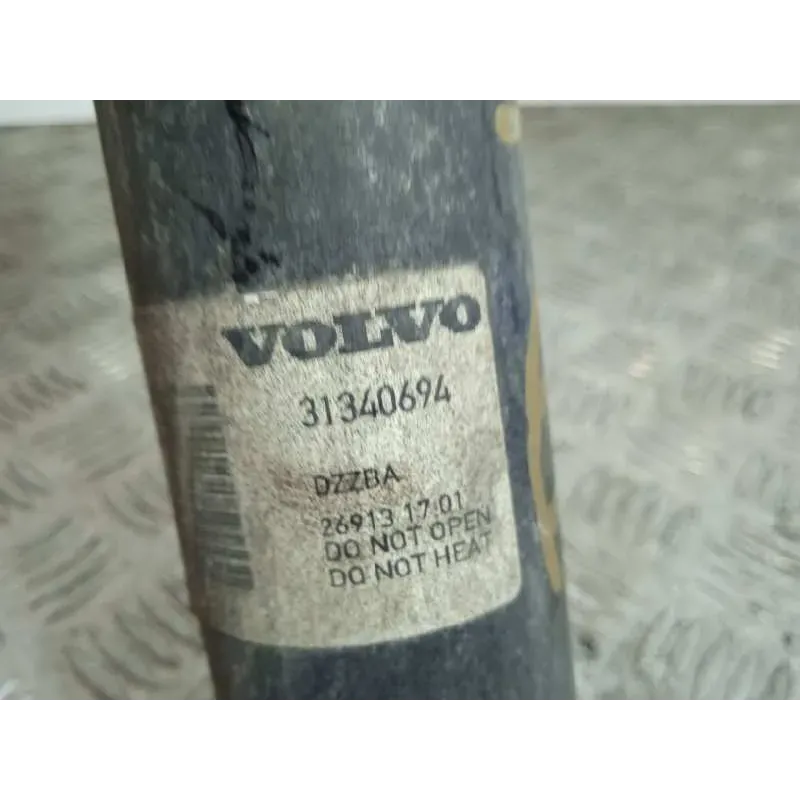 VOLVO
31340694
DZZBA
26913 17:01
DO NOT OPEN
DO NOT HEAT